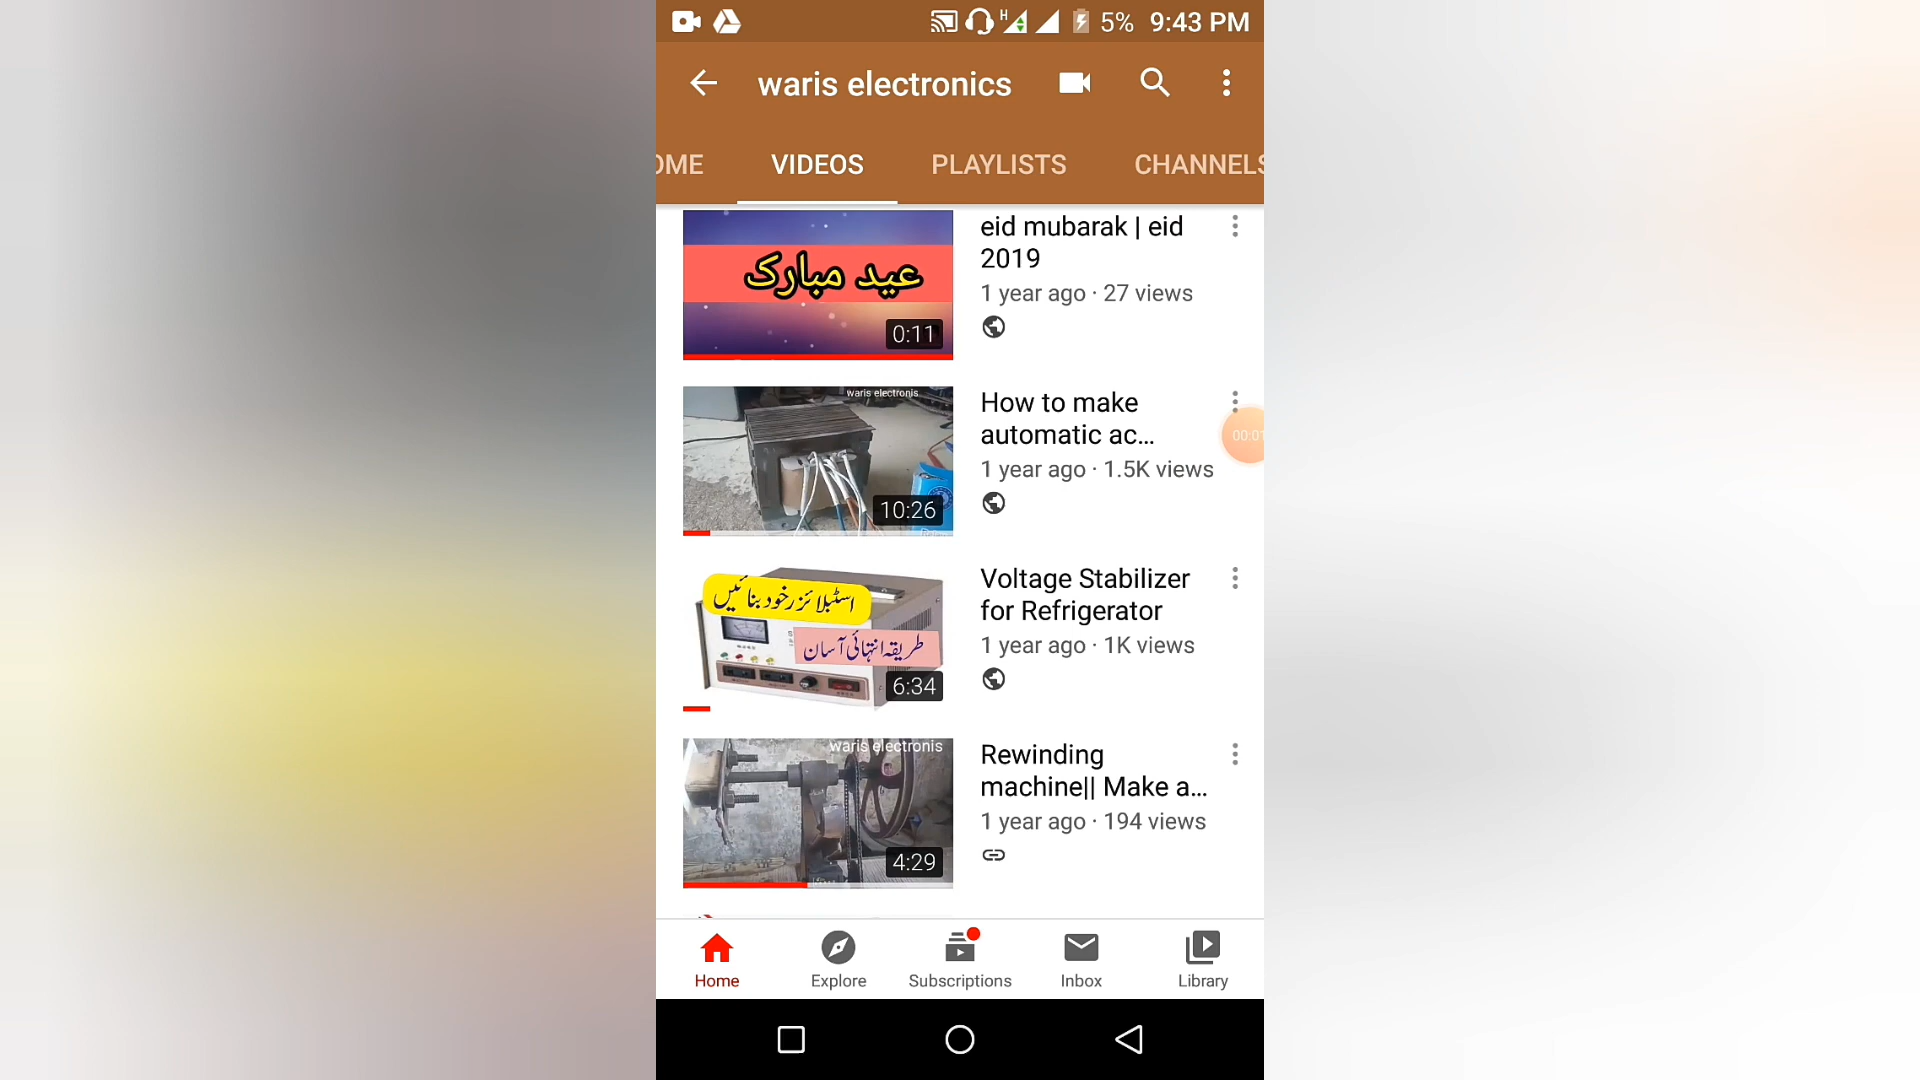 5% 9:43 PM
waris electronics
OME VIDEOS PLAYLISTS CHANNELS
عید مبارک
0:11
eid mubarak | eid
2019
1 year ago · 27 views
waris electronis
10:26
How to make
automatic ac...
1 year ago · 1.5K views
00:01
اسٹبلائزر خود بنائیں
طریقہ انتہائی آسان
6:34
Voltage Stabilizer
for Refrigerator
1 year ago · 1K views
waris electronis
4:29
Rewinding
machine|| Make a...
1 year ago · 194 views
Home Explore Subscriptions Inbox Library